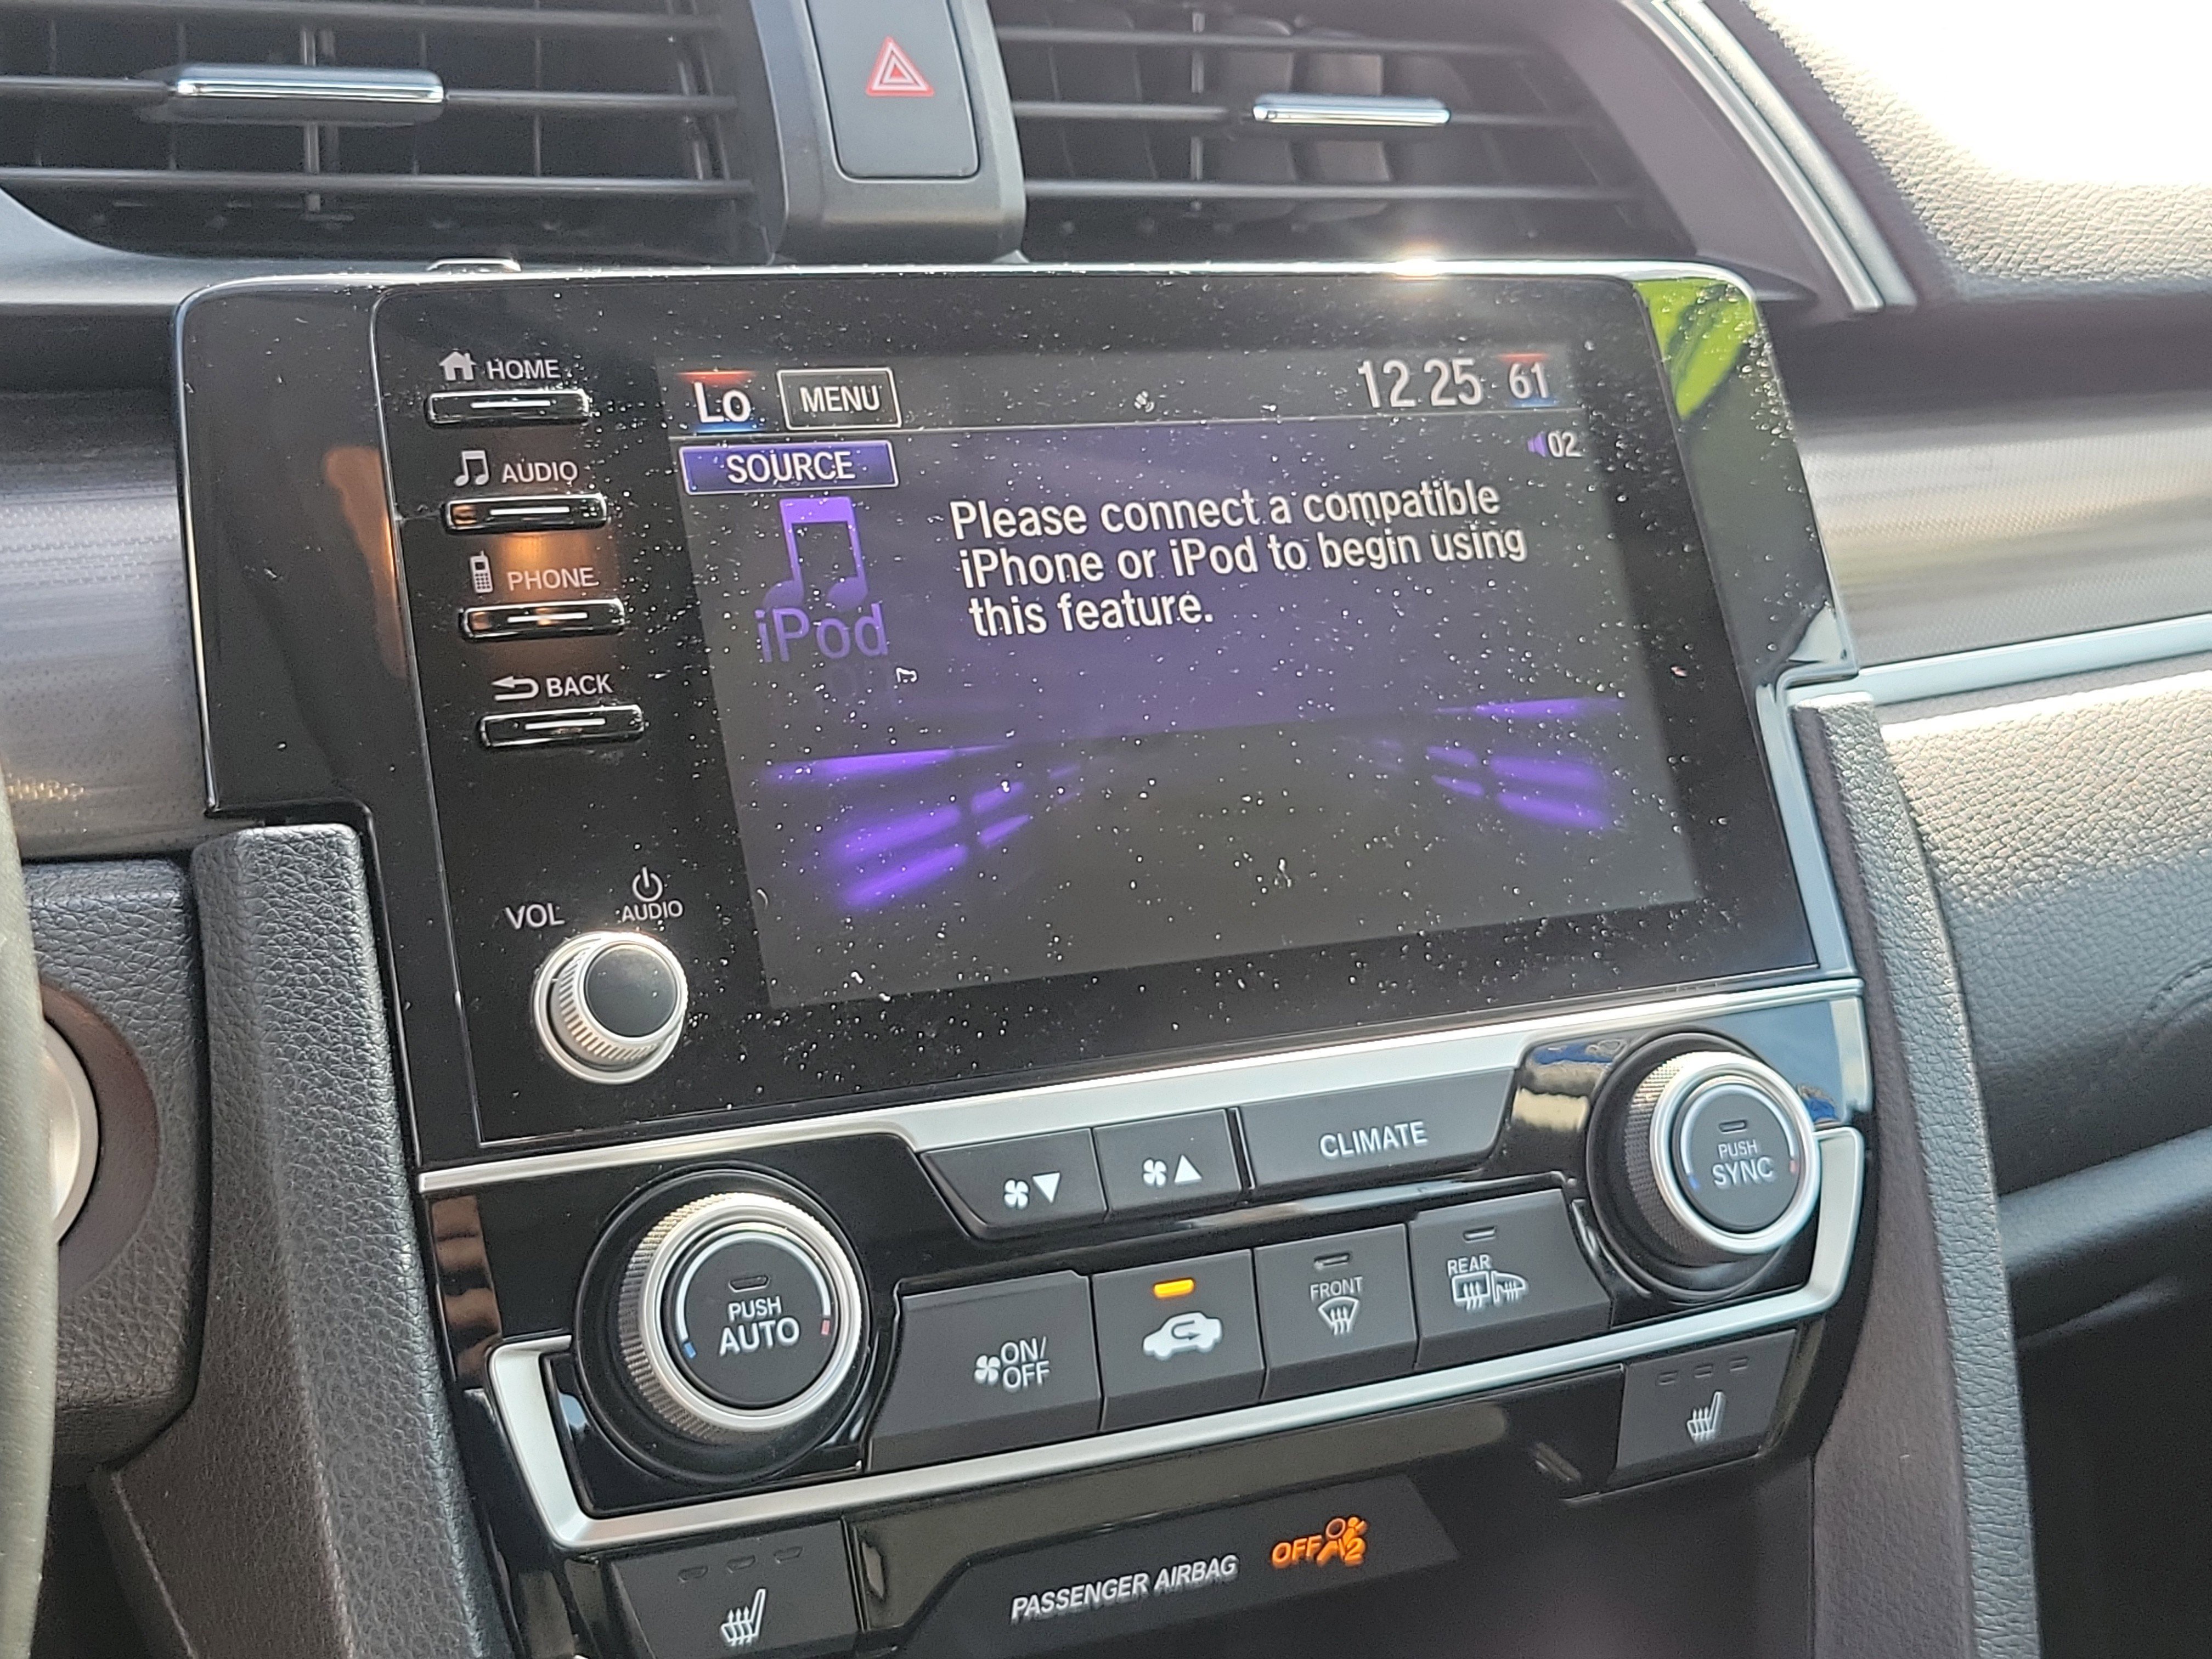 HOME
Lo MENU 12 25 61
AUDIO
SOURCE
02
Please connect a compatible
iPhone or iPod to begin using
this feature.
PHONE
iPod
BACK
VOL AUDIO
CLIMATE
PUSH
SYNC
PUSH
AUTO
ON/
OFF
FRONT
REAR
PASSENGER AIRBAG OFF 2